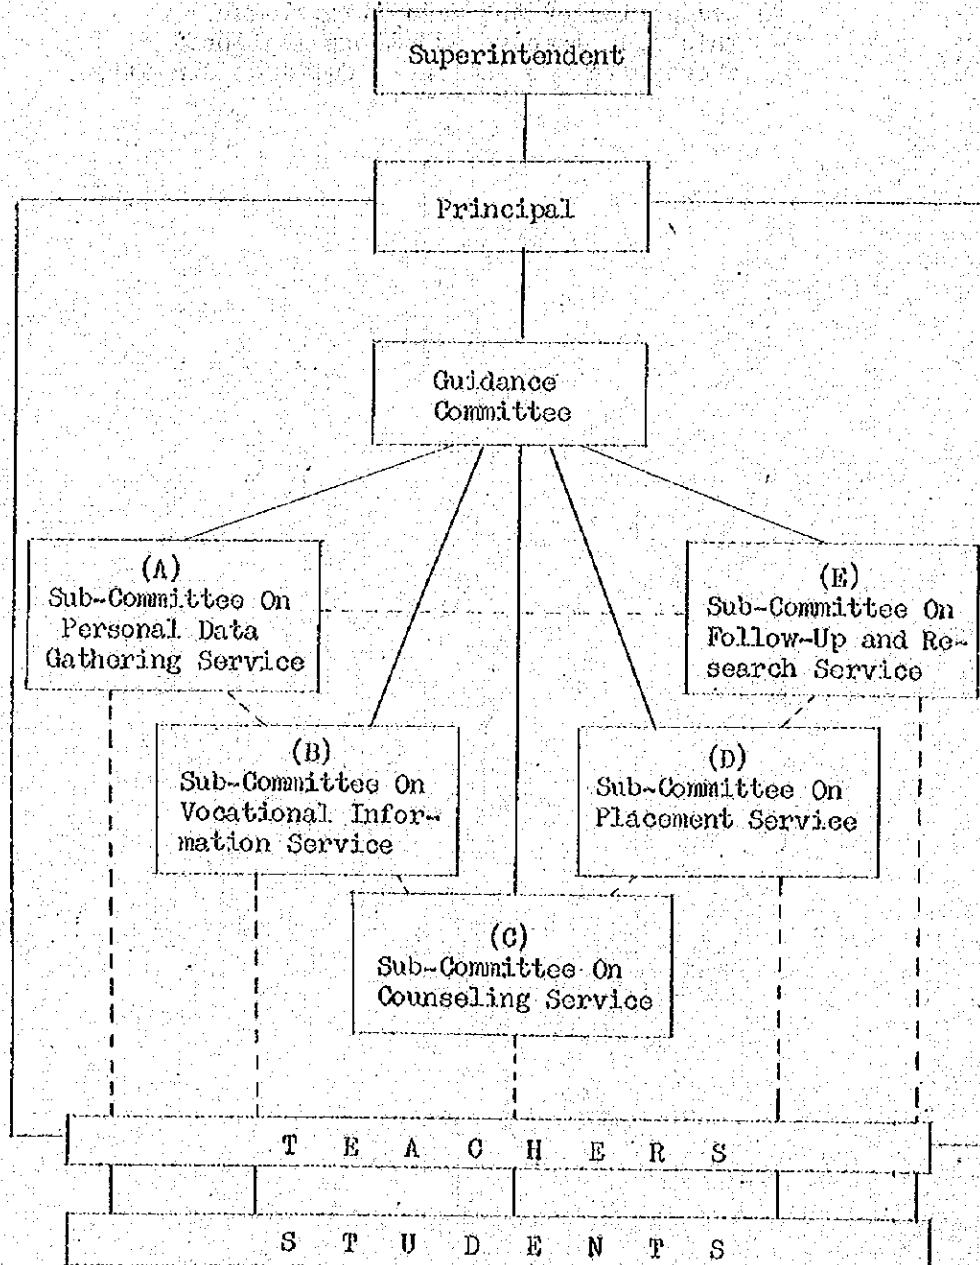 Superintendent
Principal
Guidance
Committee
(A)
Sub-Committee On
Personal Data
Gathering Service
(E)
Sub-Committee On
Follow-Up and Re-
search Service
(B)
Sub-Committee On
Vocational Infor-
mation Service
(D)
Sub-Committee On
Placement Service
(C)
Sub-Committee On
Counseling Service
T E A C H E R S
S T U D E N T S